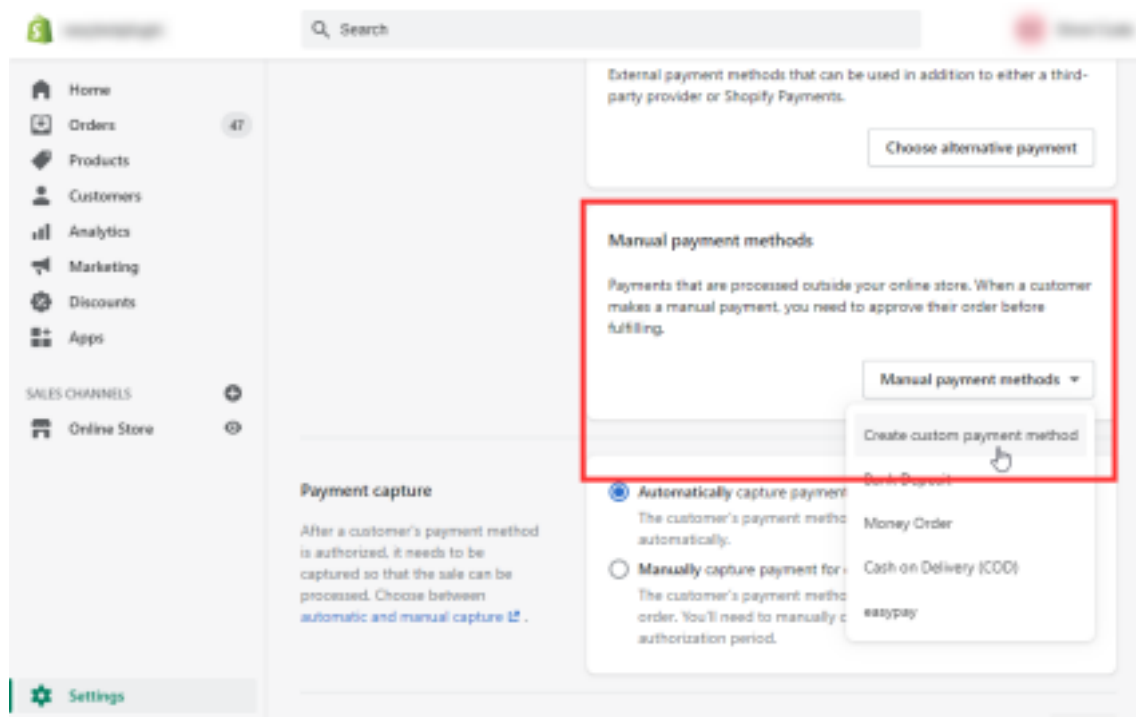 Search
Home
Orders 47
Products
Customers
Analytics
Marketing
Discounts
Apps
SALES CHANNELS
Online Store
Settings
External payment methods that can be used in addition to either a third-
party provider or Shopify Payments.
Choose alternative payment
Manual payment methods
Payments that are processed outside your online store. When a customer
makes a manual payment, you need to approve their order before
fulfilling.
Manual payment methods
Create custom payment method
Bank Deposit
Money Order
Cash on Delivery (COD)
easypay
Payment capture
After a customer's payment method
is authorized, it needs to be
captured so that the sale can be
processed. Choose between
automatic and manual capture .
Automatically capture payment
The customer's payment metho
automatically.
Manually capture payment for
The customer's payment metho
order. You'll need to manually c
authorization period.